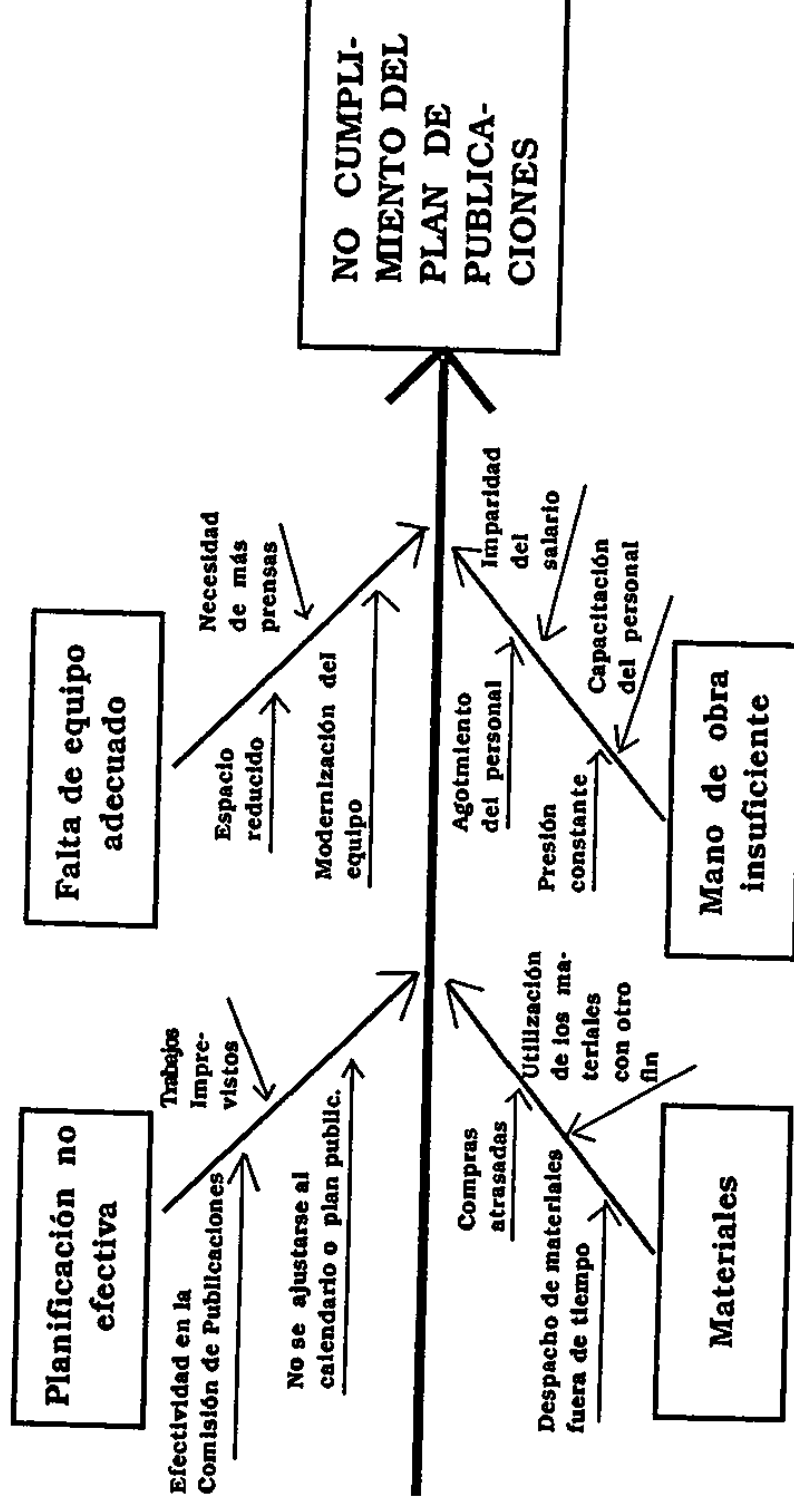 Planificación no
efectiva
Falta de equipo
adecuado
Trabajos
Impre-
vistos
Efectividad en la
Comisión de Publicaciones
No se ajustarse al
calendario o plan public.
Necesidad
de más
prensas
Espacio
reducido
Modernización del
equipo
NO CUMPLI-
MIENTO DEL
PLAN DE
PUBLICA-
CIONES
Compras
atrasadas
Utilización
de los ma-
teriales
con otro
fin
Despacho de materiales
fuera de tiempo
Materiales
Agotmiento
del personal
Imparidad
del
salario
Presión
constante
Capacitación
del personal
Mano de obra
insuficiente